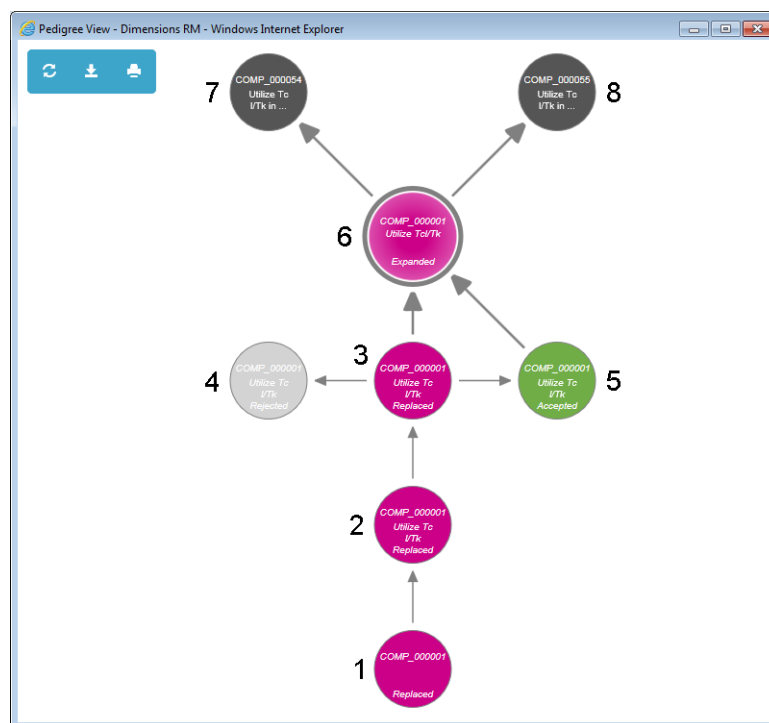 Pedigree View - Dimensions RM - Windows Internet Explorer
7
COMP_000054
Utilize Tc
l/Tk in ...
COMP_000055
Utilize Tc
l/Tk in ...
8
6
COMP_000001
Utilize Tcl/Tk
Expanded
4
COMP_000001
Utilize Tc
l/Tk
Rejected
3
COMP_000001
Utilize Tc
l/Tk
Replaced
COMP_000001
Utilize Tc
l/Tk
Accepted
5
2
COMP_000001
Utilize Tc
l/Tk
Replaced
1
COMP_000001
Replaced